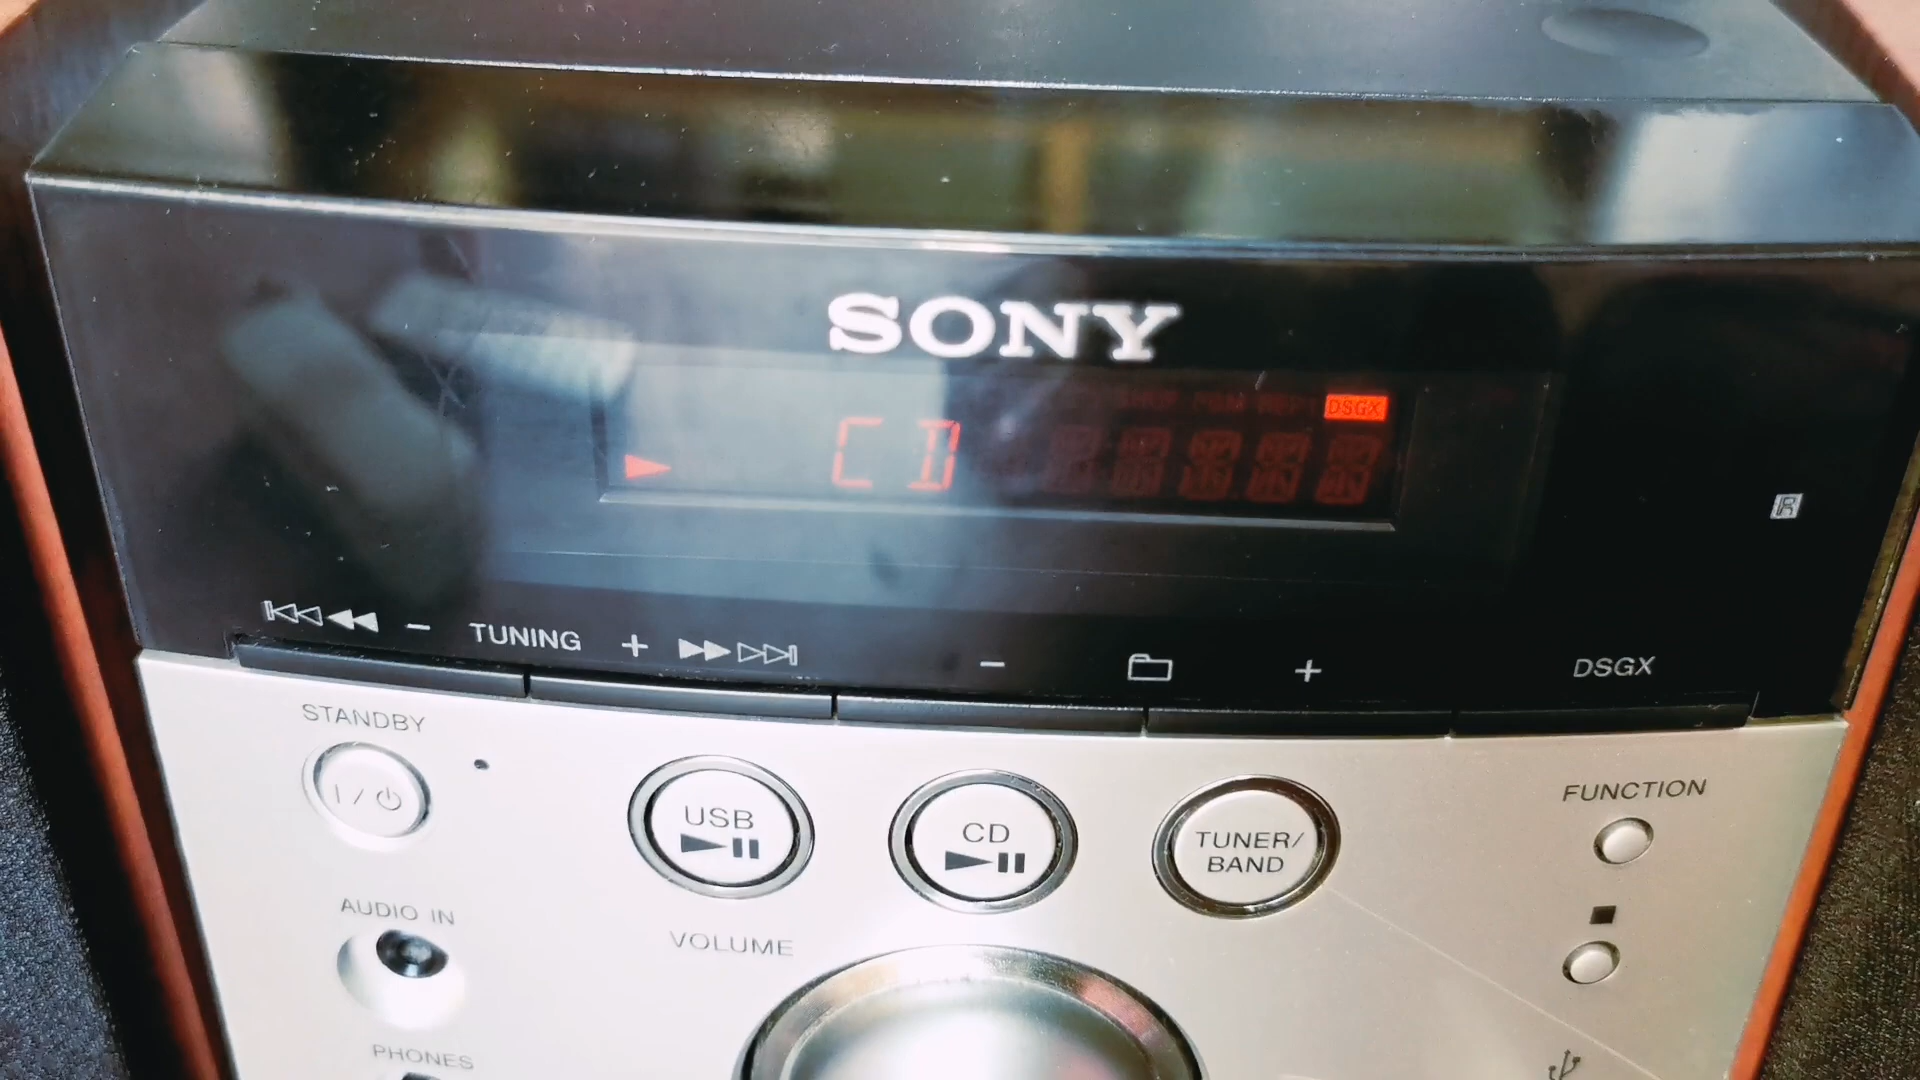 SONY
DSGX
CD
R
− TUNING +
− +
DSGX
STANDBY
I/⏻
USB
CD
TUNER/
BAND
FUNCTION
AUDIO IN
VOLUME
PHONES